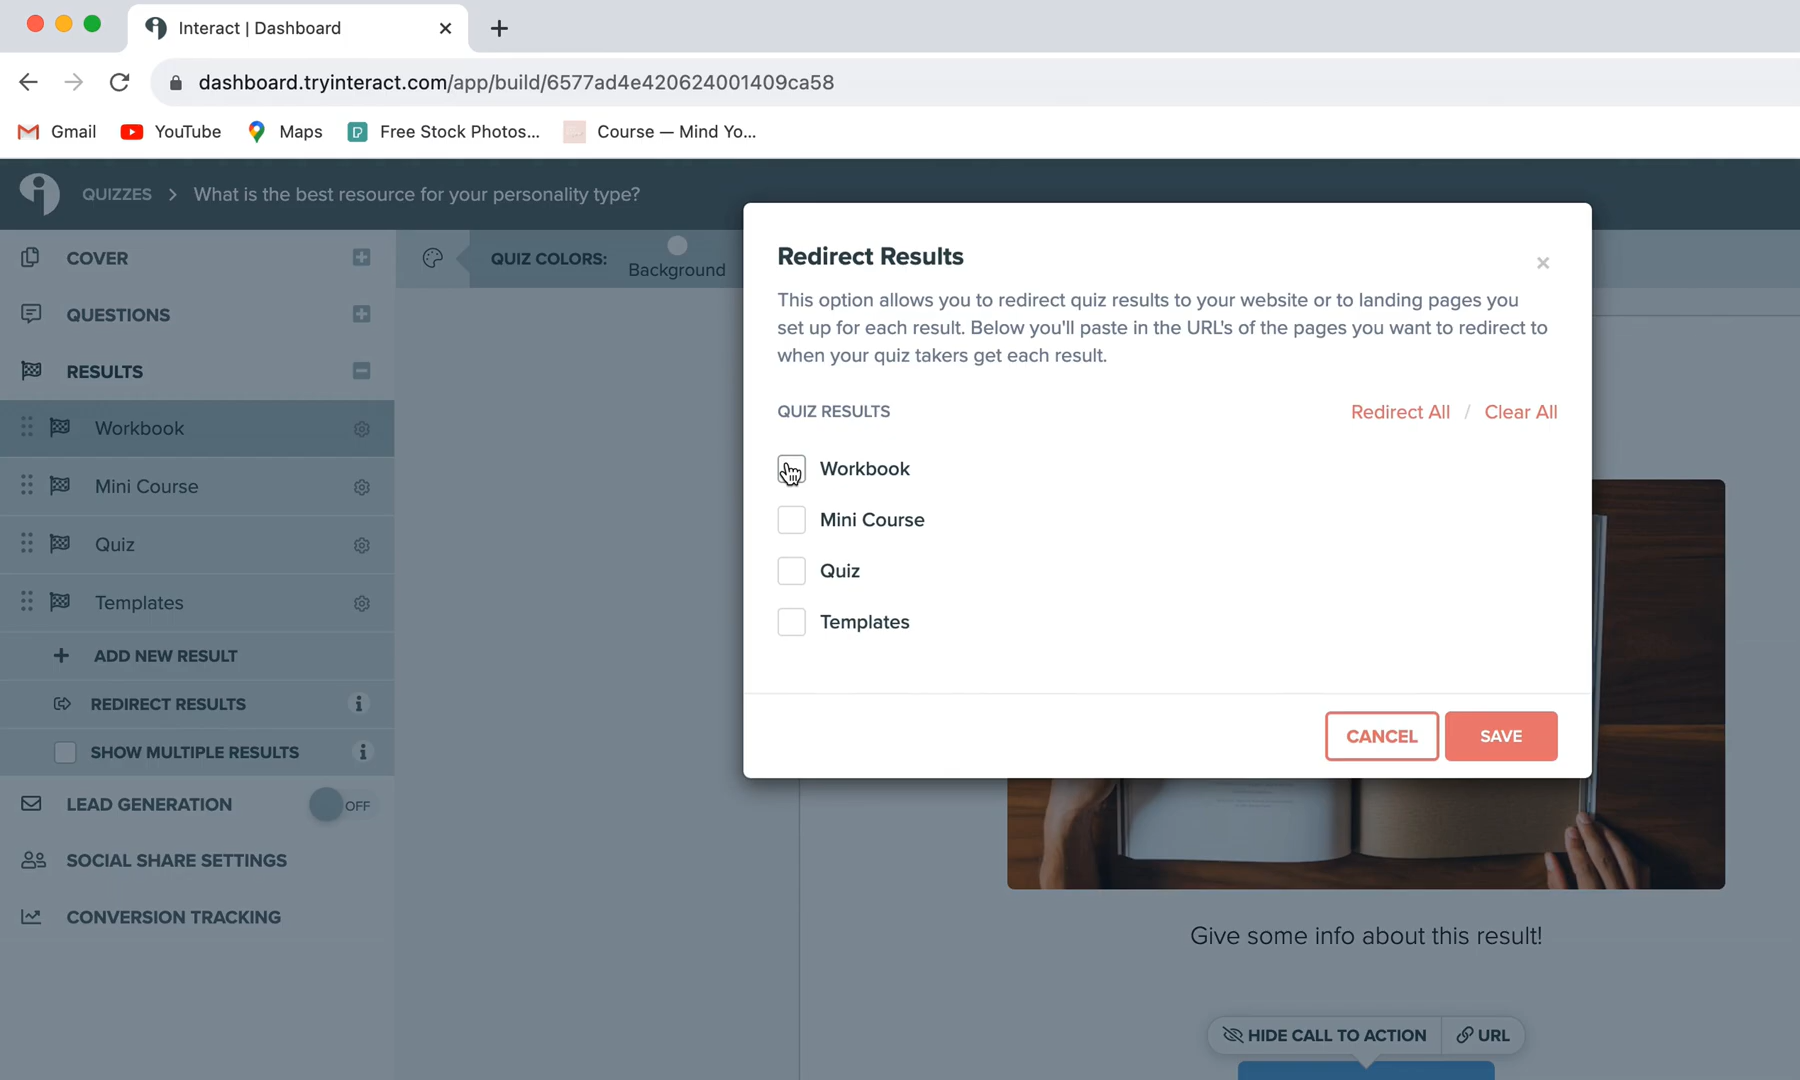 Interact | Dashboard
dashboard.tryinteract.com/app/build/6577ad4e420624001409ca58
Gmail YouTube Maps Free Stock Photos... Course — Mind Yo...
QUIZZES > What is the best resource for your personality type?
COVER
QUESTIONS
RESULTS
Workbook
Mini Course
Quiz
Templates
ADD NEW RESULT
REDIRECT RESULTS
SHOW MULTIPLE RESULTS
LEAD GENERATION OFF
SOCIAL SHARE SETTINGS
CONVERSION TRACKING
QUIZ COLORS:
Background
Redirect Results
This option allows you to redirect quiz results to your website or to landing pages you
set up for each result. Below you'll paste in the URL's of the pages you want to redirect to
when your quiz takers get each result.
QUIZ RESULTS Redirect All / Clear All
Workbook
Mini Course
Quiz
Templates
CANCEL SAVE
Give some info about this result!
HIDE CALL TO ACTION URL